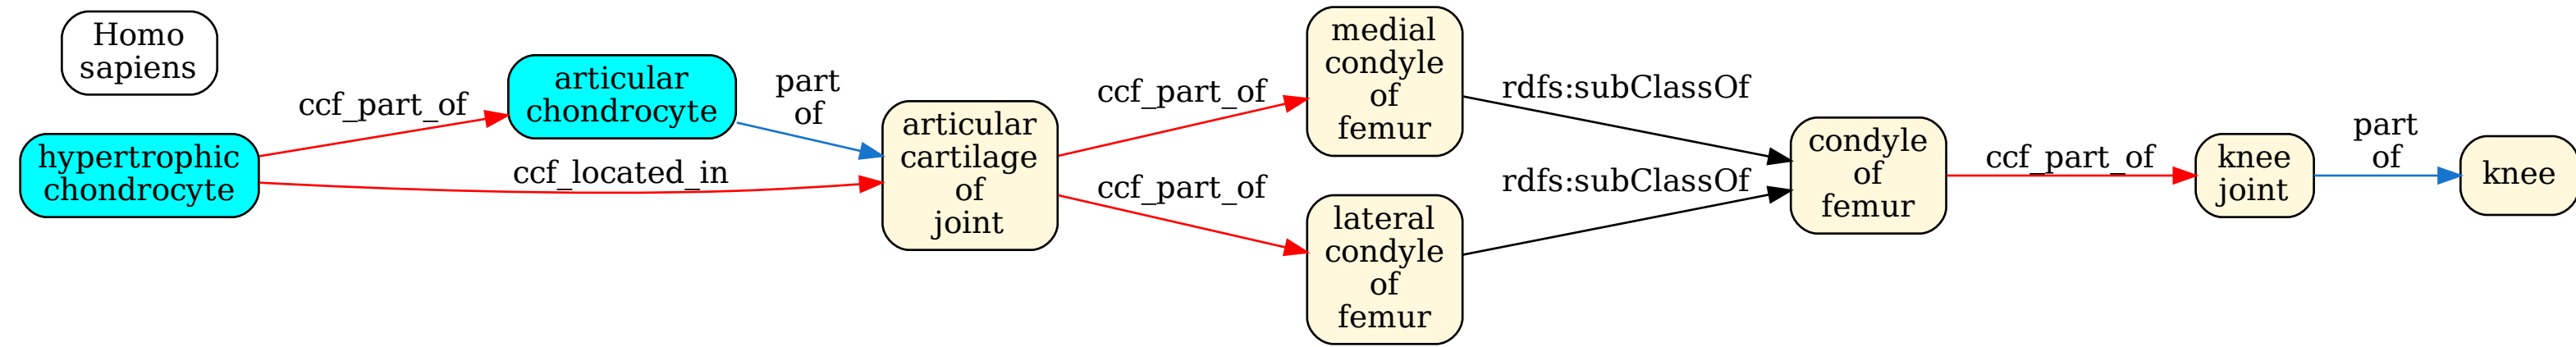 Homo
sapiens
hypertrophic
chondrocyte
ccf_part_of
articular
chondrocyte
ccf_located_in
part
of
articular
cartilage
of
joint
ccf_part_of
ccf_part_of
medial
condyle
of
femur
lateral
condyle
of
femur
rdfs:subClassOf
rdfs:subClassOf
condyle
of
femur
ccf_part_of
knee
joint
part
of
knee